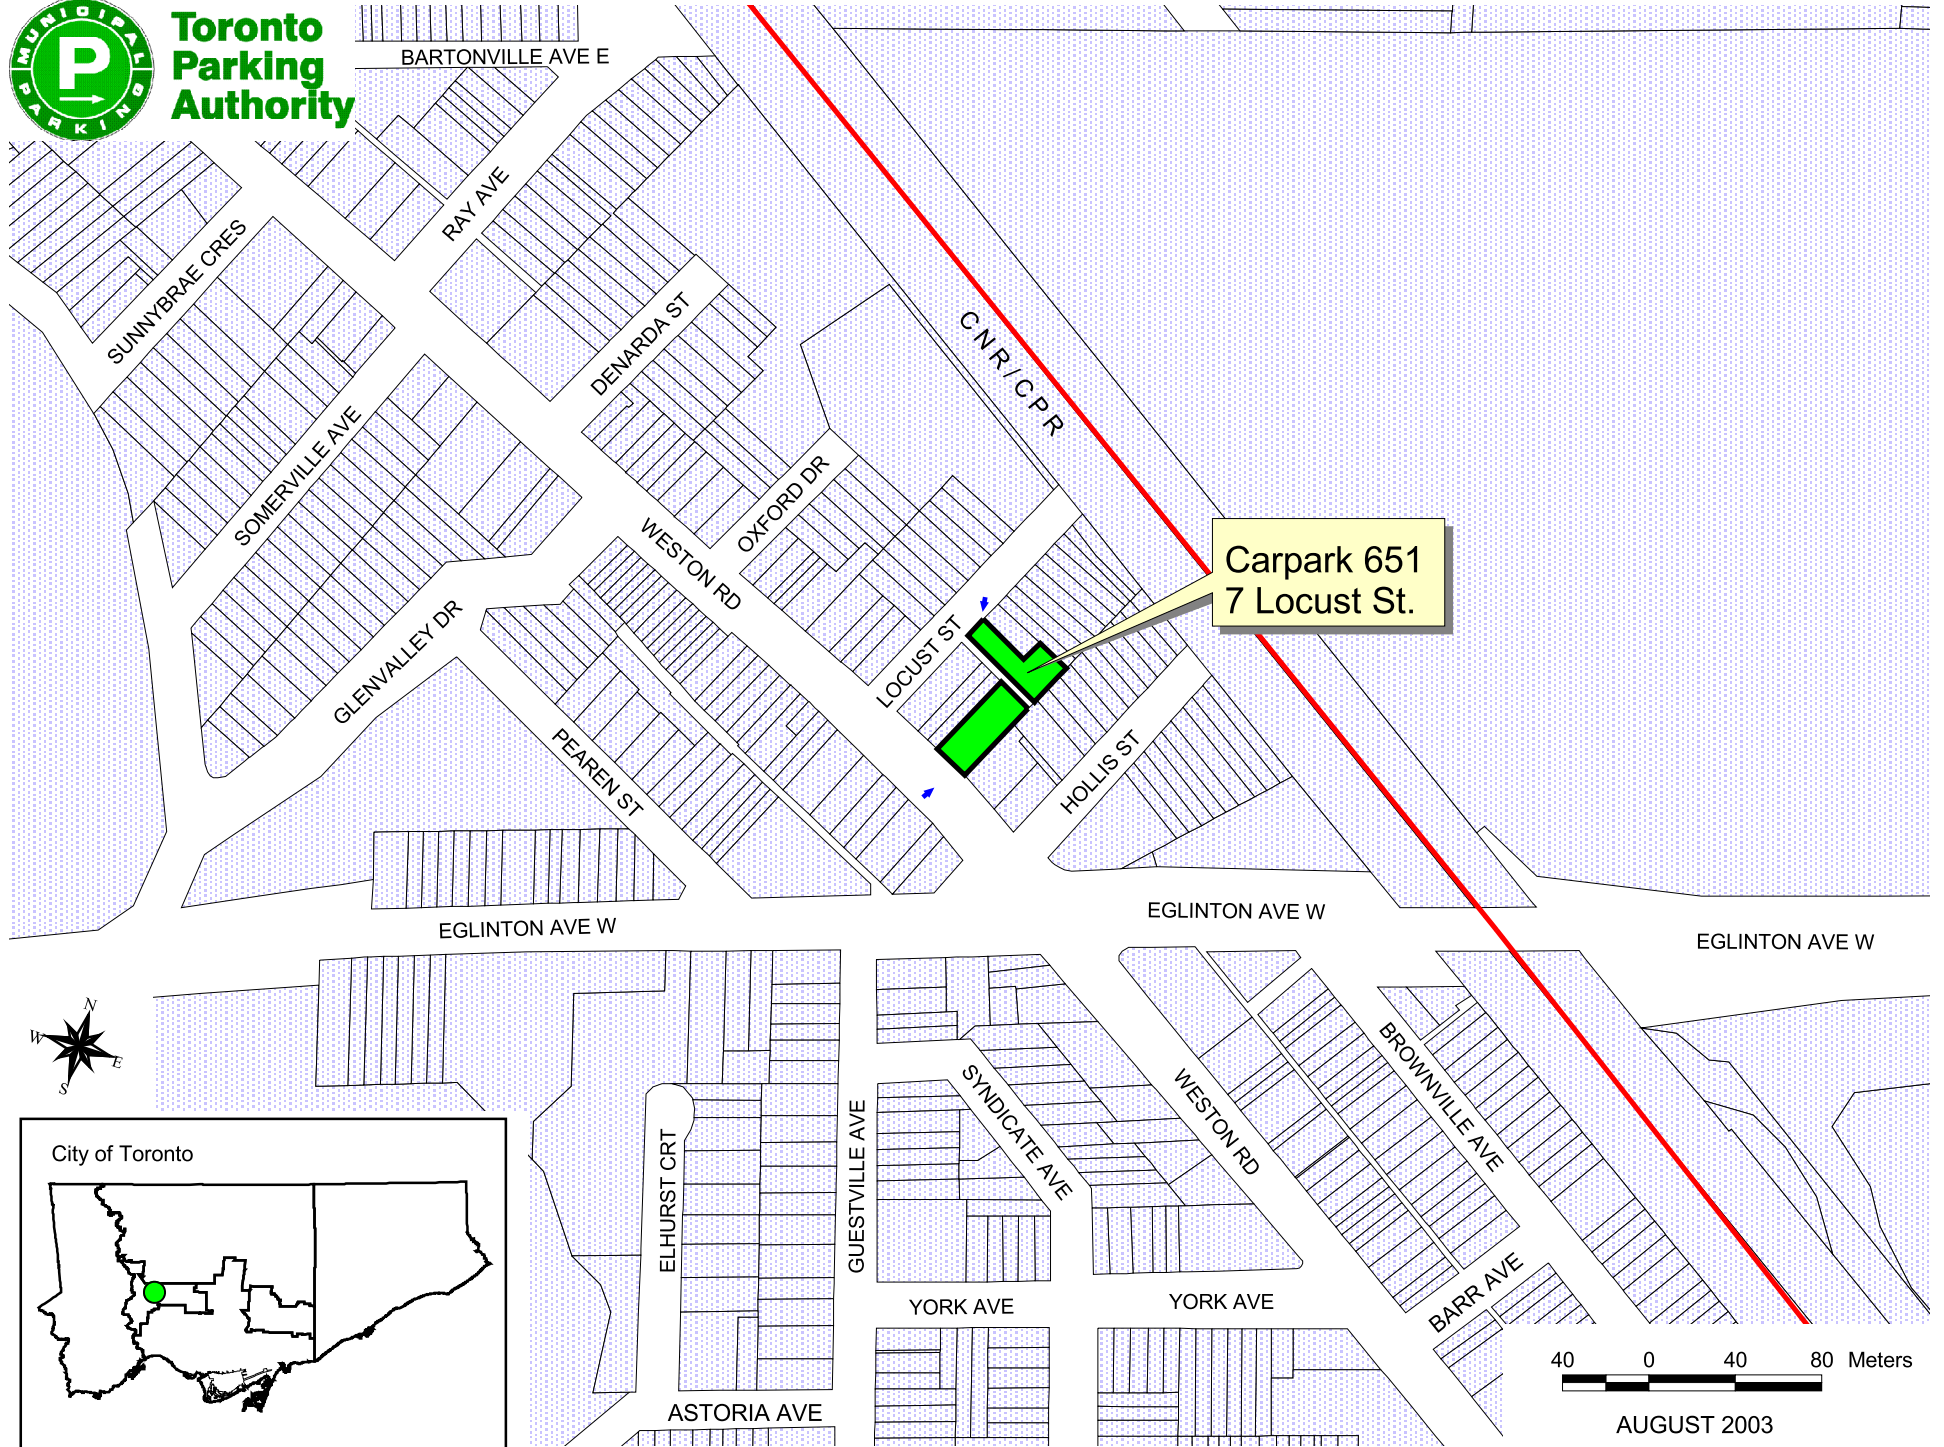 MUNICIPAL
P
PARKING
Toronto
Parking
Authority
BARTONVILLE AVE E
RAY AVE
SUNNYBRAE CRES
DENARDA ST
CNR/CPR
SOMERVILLE AVE
OXFORD DR
WESTON RD
Carpark 651
7 Locust St.
LOCUST ST
GLENVALLEY DR
PEAREN ST
HOLLIS ST
EGLINTON AVE W
EGLINTON AVE W
EGLINTON AVE W
N
W
E
S
BROWNVILLE AVE
SYNDICATE AVE
WESTON RD
GUESTVILLE AVE
ELHURST CRT
City of Toronto
YORK AVE
YORK AVE
BARR AVE
40 0 40 80 Meters
ASTORIA AVE
AUGUST 2003